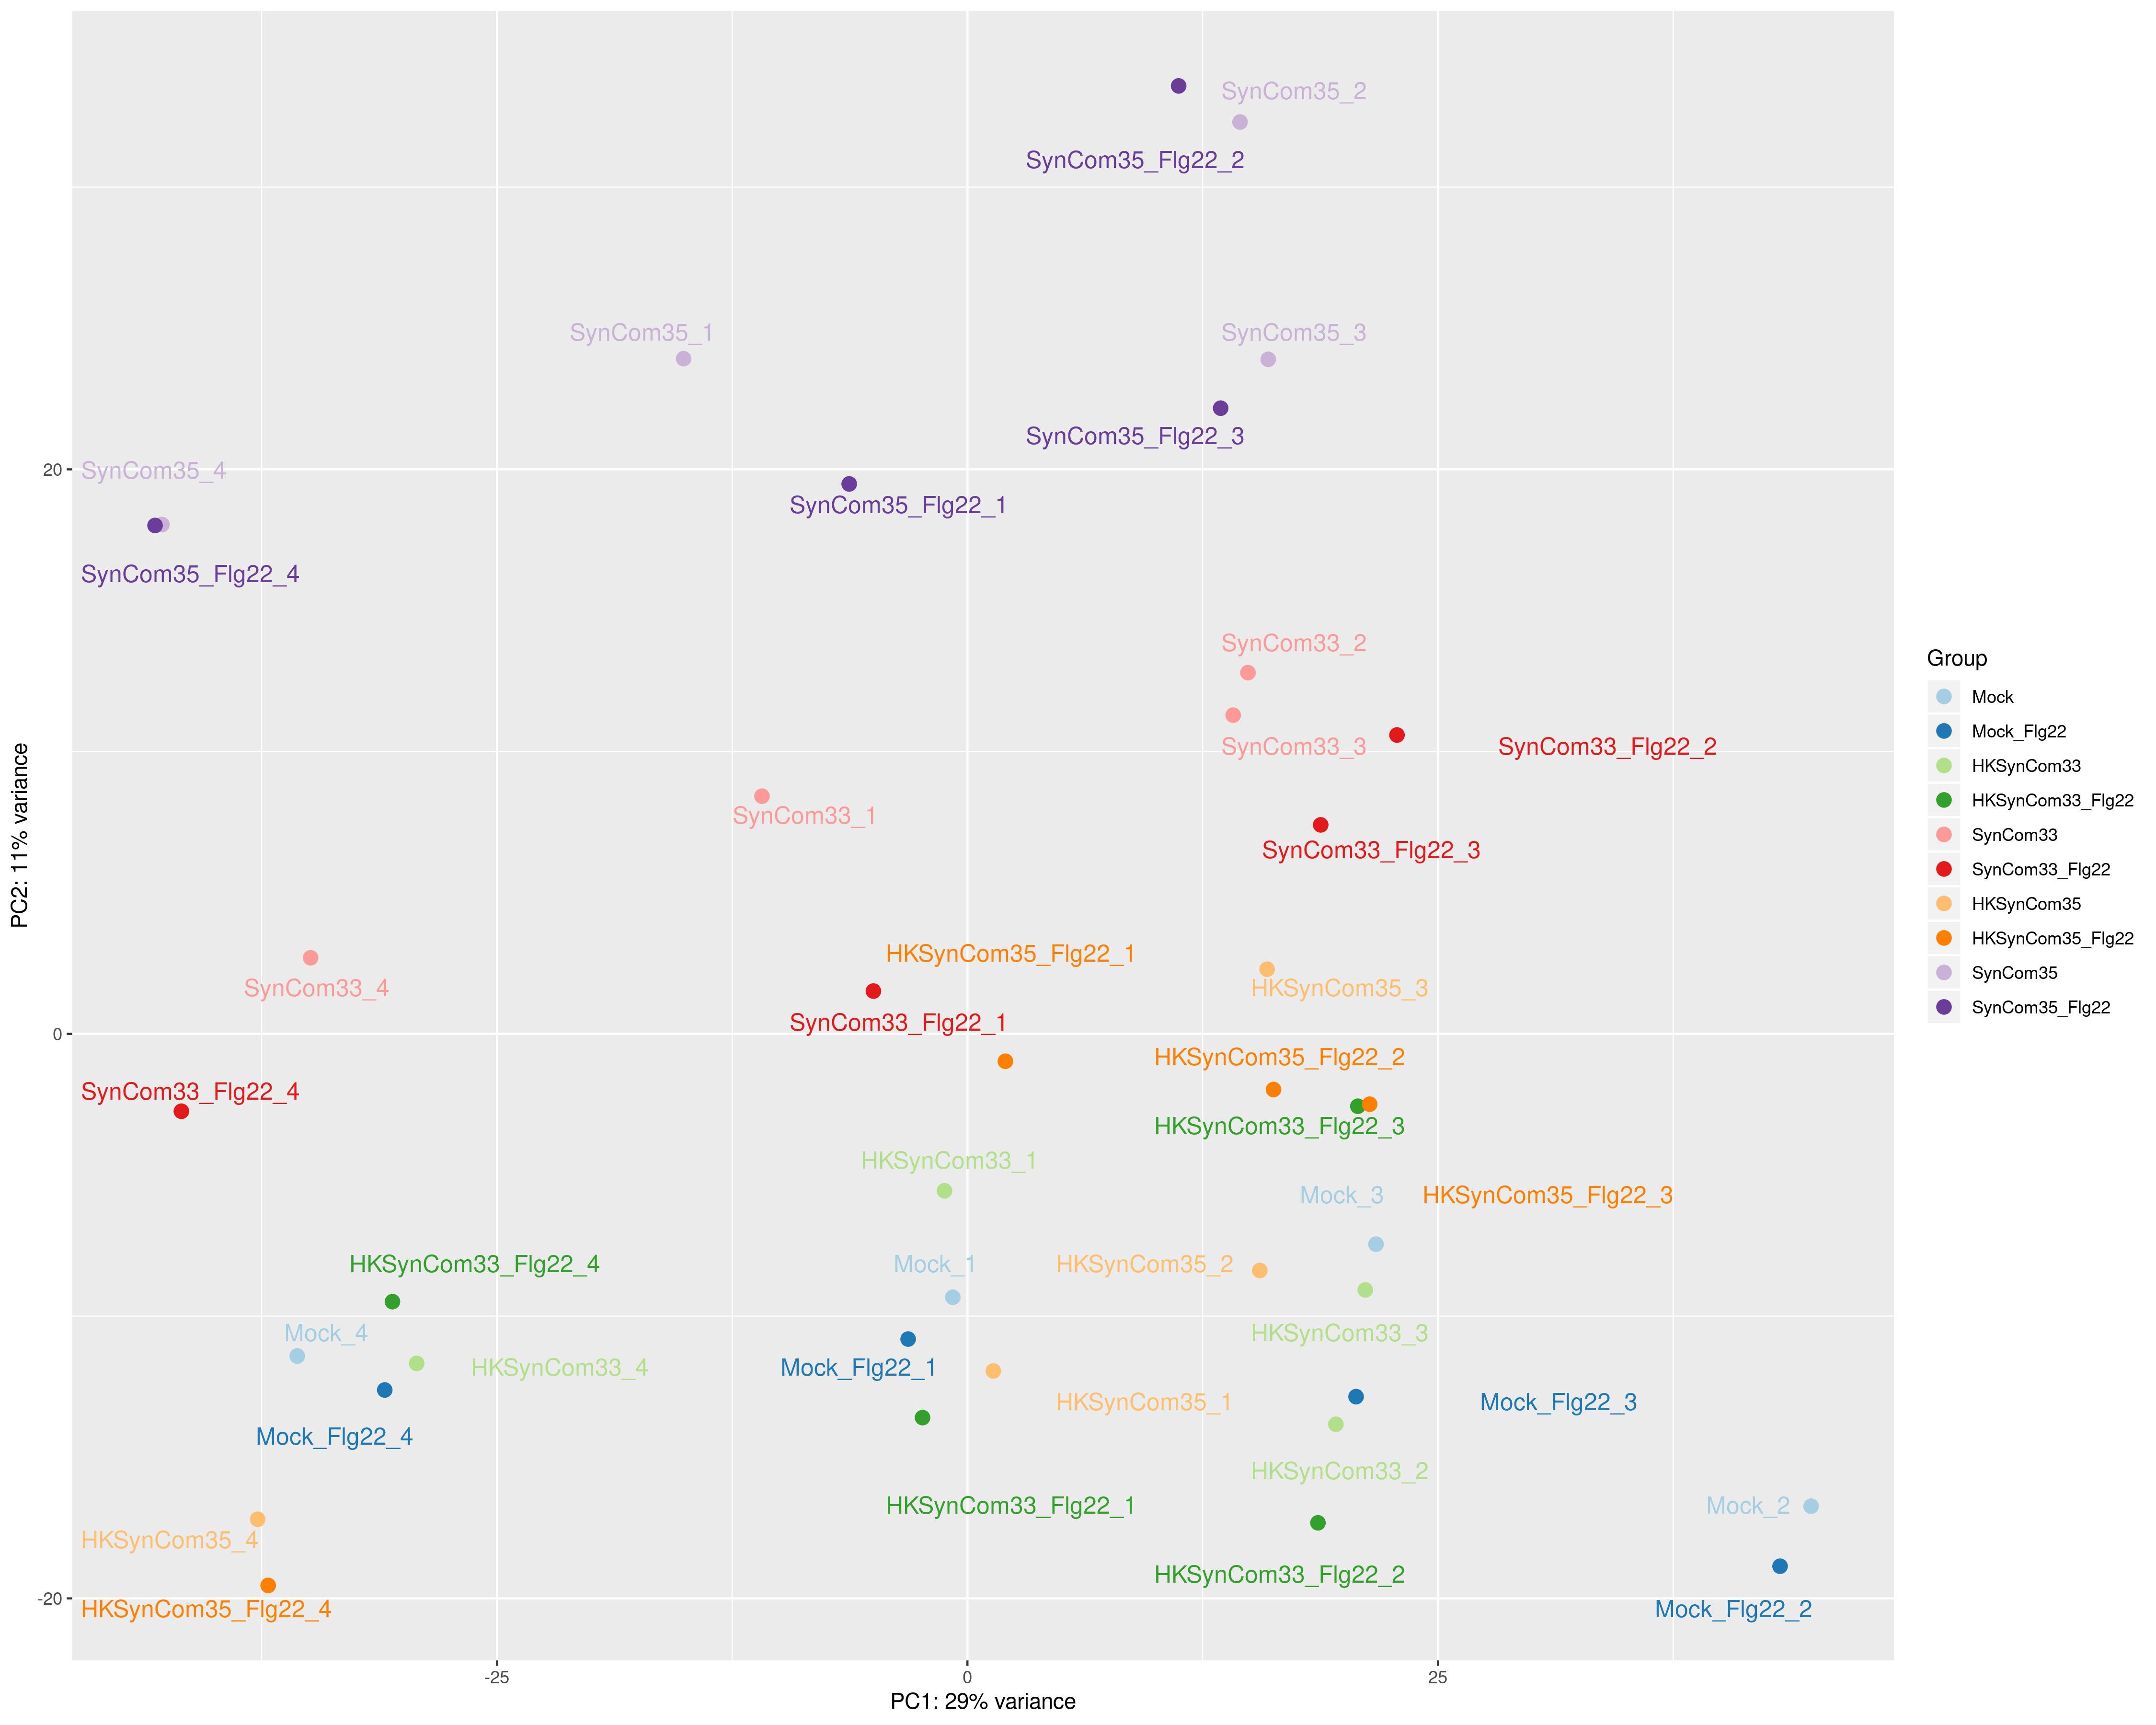 SynCom35_2
SynCom35_Flg22_2
SynCom35_1
SynCom35_3
SynCom35_Flg22_3
20
SynCom35_4
SynCom35_Flg22_1
SynCom35_Flg22_4
SynCom33_2
SynCom33_3
SynCom33_Flg22_2
SynCom33_1
SynCom33_Flg22_3
HKSynCom35_Flg22_1
SynCom33_4
HKSynCom35_3
SynCom33_Flg22_1
0
HKSynCom35_Flg22_2
SynCom33_Flg22_4
HKSynCom33_Flg22_3
HKSynCom33_1
Mock_3
HKSynCom35_Flg22_3
HKSynCom33_Flg22_4
Mock_1
HKSynCom35_2
Mock_4
HKSynCom33_3
HKSynCom33_4
Mock_Flg22_1
HKSynCom35_1
Mock_Flg22_3
Mock_Flg22_4
HKSynCom33_2
HKSynCom33_Flg22_1
Mock_2
HKSynCom35_4
HKSynCom33_Flg22_2
-20
HKSynCom35_Flg22_4
Mock_Flg22_2
-25
0
25
PC1: 29% variance
PC2: 11% variance
Group
Mock
Mock_Flg22
HKSynCom33
HKSynCom33_Flg22
SynCom33
SynCom33_Flg22
HKSynCom35
HKSynCom35_Flg22
SynCom35
SynCom35_Flg22